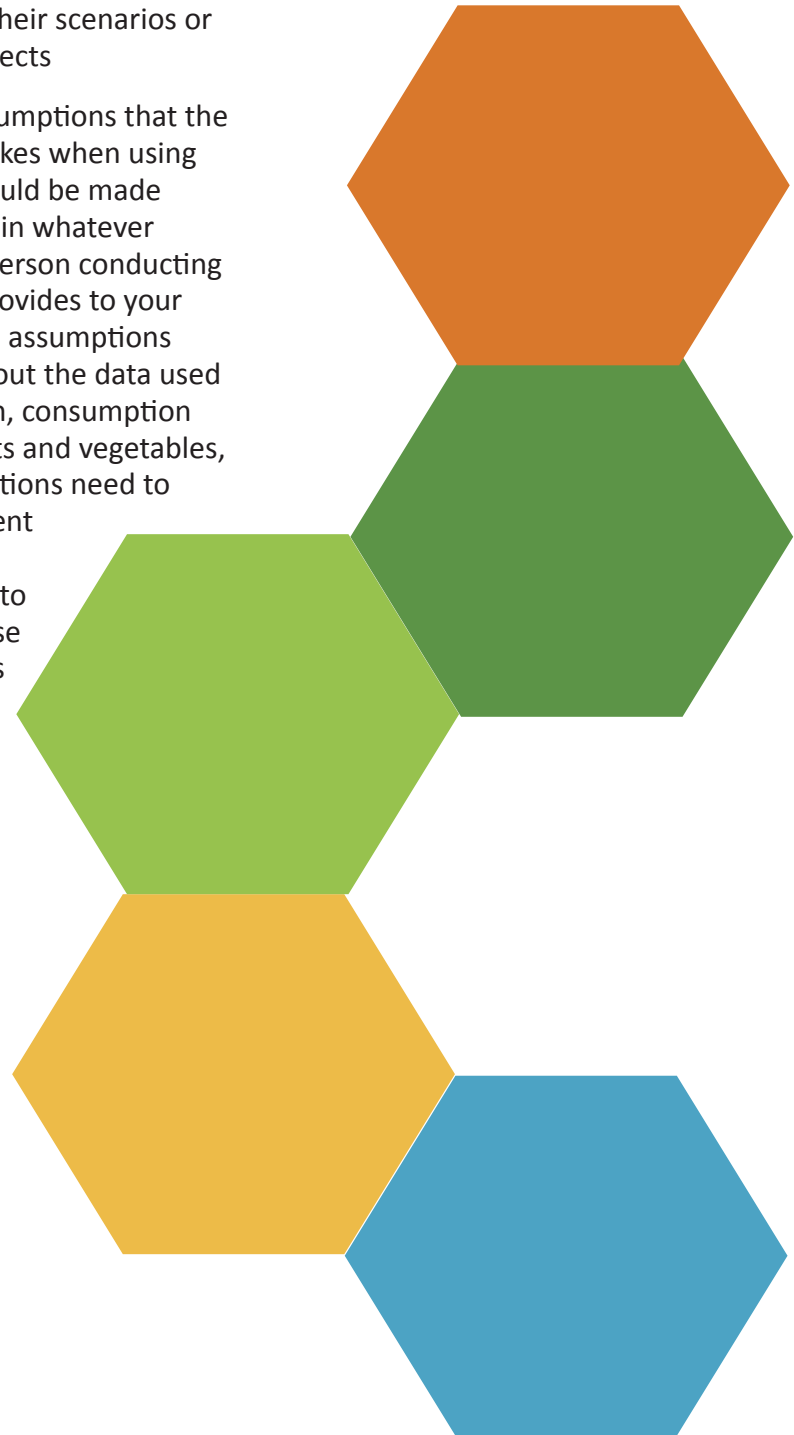 heir scenarios or
ects
umptions that the
kes when using
uld be made
in whatever
erson conducting
ovides to your
assumptions
out the data used
n, consumption
ts and vegetables,
tions need to
ent
to
se
s